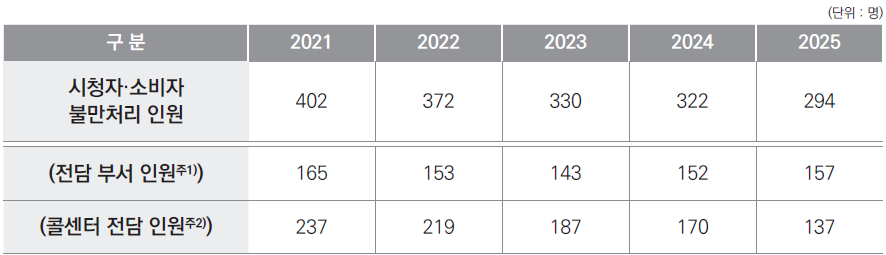 (단위 : 명)
구 분 2021 2022 2023 2024 2025
시청자·소비자
불만처리 인원 402 372 330 322 294
(전담 부서 인원주1)) 165 153 143 152 157
(콜센터 전담 인원주2)) 237 219 187 170 137